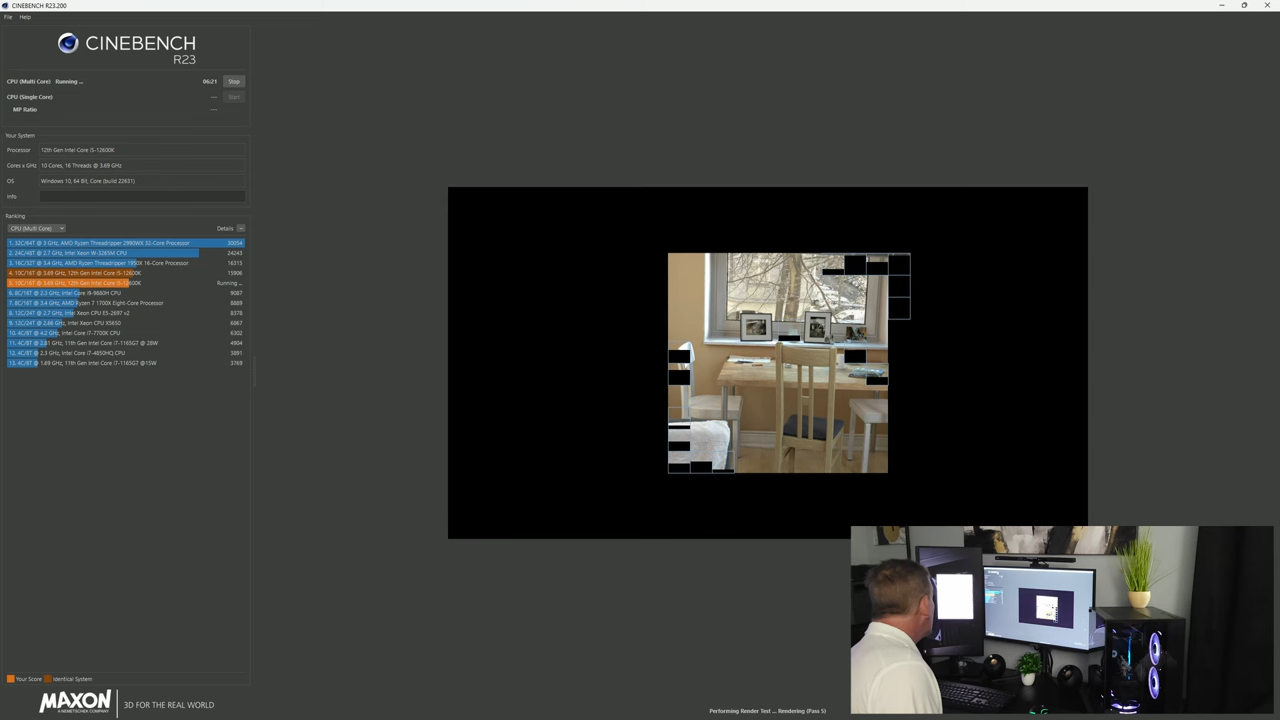 CINEBENCH R23.200
File Help
CINEBENCH
R23
CPU (Multi Core) Running ... 06:21 Stop
CPU (Single Core) --- Start
MP Ratio ---
Your System
Processor 12th Gen Intel Core i5-12600K
Cores x GHz 10 Cores, 16 Threads @ 3.69 GHz
OS Windows 10, 64 Bit, Core (build 22631)
Info
Ranking
CPU (Multi Core) Details
1. 32C/64T @ 3 GHz, AMD Ryzen Threadripper 2990WX 32-Core Processor 30054
2. 24C/48T @ 2.7 GHz, Intel Xeon W-3265M CPU 24243
3. 16C/32T @ 3.4 GHz, AMD Ryzen Threadripper 1950X 16-Core Processor 16315
4. 10C/16T @ 3.69 GHz, 12th Gen Intel Core i5-12600K 15906
5. 10C/16T @ 3.69 GHz, 12th Gen Intel Core i5-12600K Running ...
6. 8C/16T @ 2.3 GHz, Intel Core i9-9880H CPU 9087
7. 8C/16T @ 3.4 GHz, AMD Ryzen 7 1700X Eight-Core Processor 8889
8. 12C/24T @ 2.7 GHz, Intel Xeon CPU E5-2697 v2 8378
9. 12C/24T @ 2.66 GHz, Intel Xeon CPU X5650 6867
10. 4C/8T @ 4.2 GHz, Intel Core i7-7700K CPU 6302
11. 4C/8T @ 2.81 GHz, 11th Gen Intel Core i7-1165G7 @ 28W 4904
12. 4C/8T @ 2.3 GHz, Intel Core i7-4850HQ CPU 3891
13. 4C/8T @ 1.69 GHz, 11th Gen Intel Core i7-1165G7 @15W 3769
Your Score Identical System
MAXON
A NEMETSCHEK COMPANY
3D FOR THE REAL WORLD
Performing Render Test ... Rendering (Pass 5)